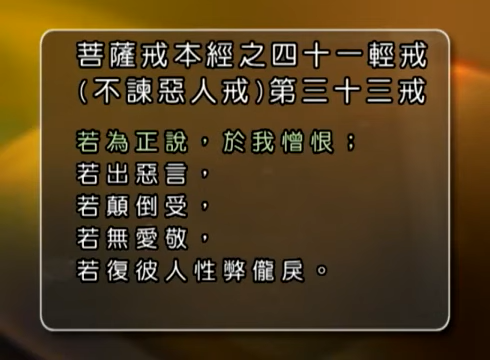 菩薩戒本經之四十一輕戒
(不諫惡人戒)第三十三戒
若為正說，於我憎恨；
若出惡言，
若顛倒受，
若無愛敬，
若復彼人性弊儱戾。